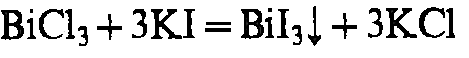 BiCl₃ + 3KI = BiI₃↓ + 3KCl